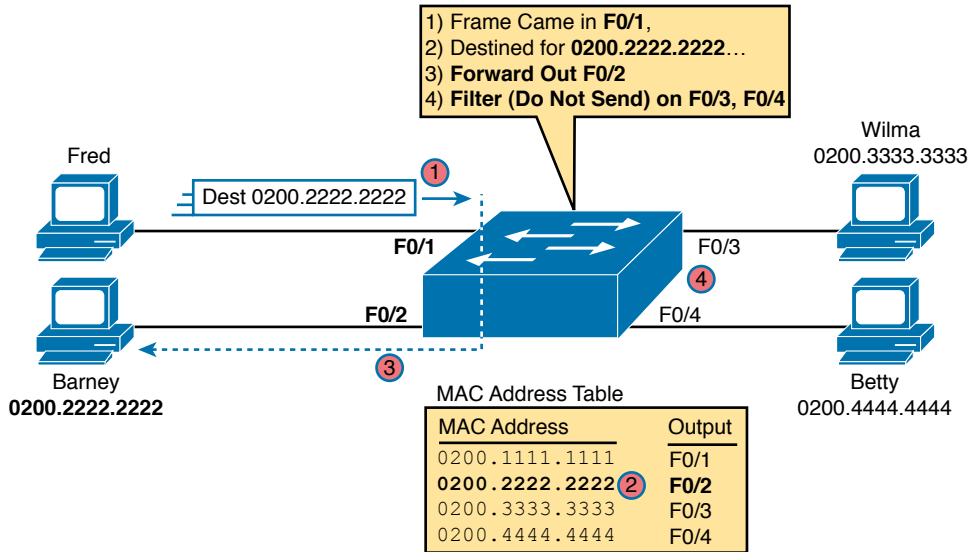 1) Frame Came in F0/1,
2) Destined for 0200.2222.2222...
3) Forward Out F0/2
4) Filter (Do Not Send) on F0/3, F0/4
Fred
Wilma
0200.3333.3333
Dest 0200.2222.2222
1
F0/1
F0/3
4
F0/2
F0/4
3
Barney
0200.2222.2222
Betty
0200.4444.4444
MAC Address Table
MAC Address Output
0200.1111.1111 F0/1
0200.2222.2222 2 F0/2
0200.3333.3333 F0/3
0200.4444.4444 F0/4